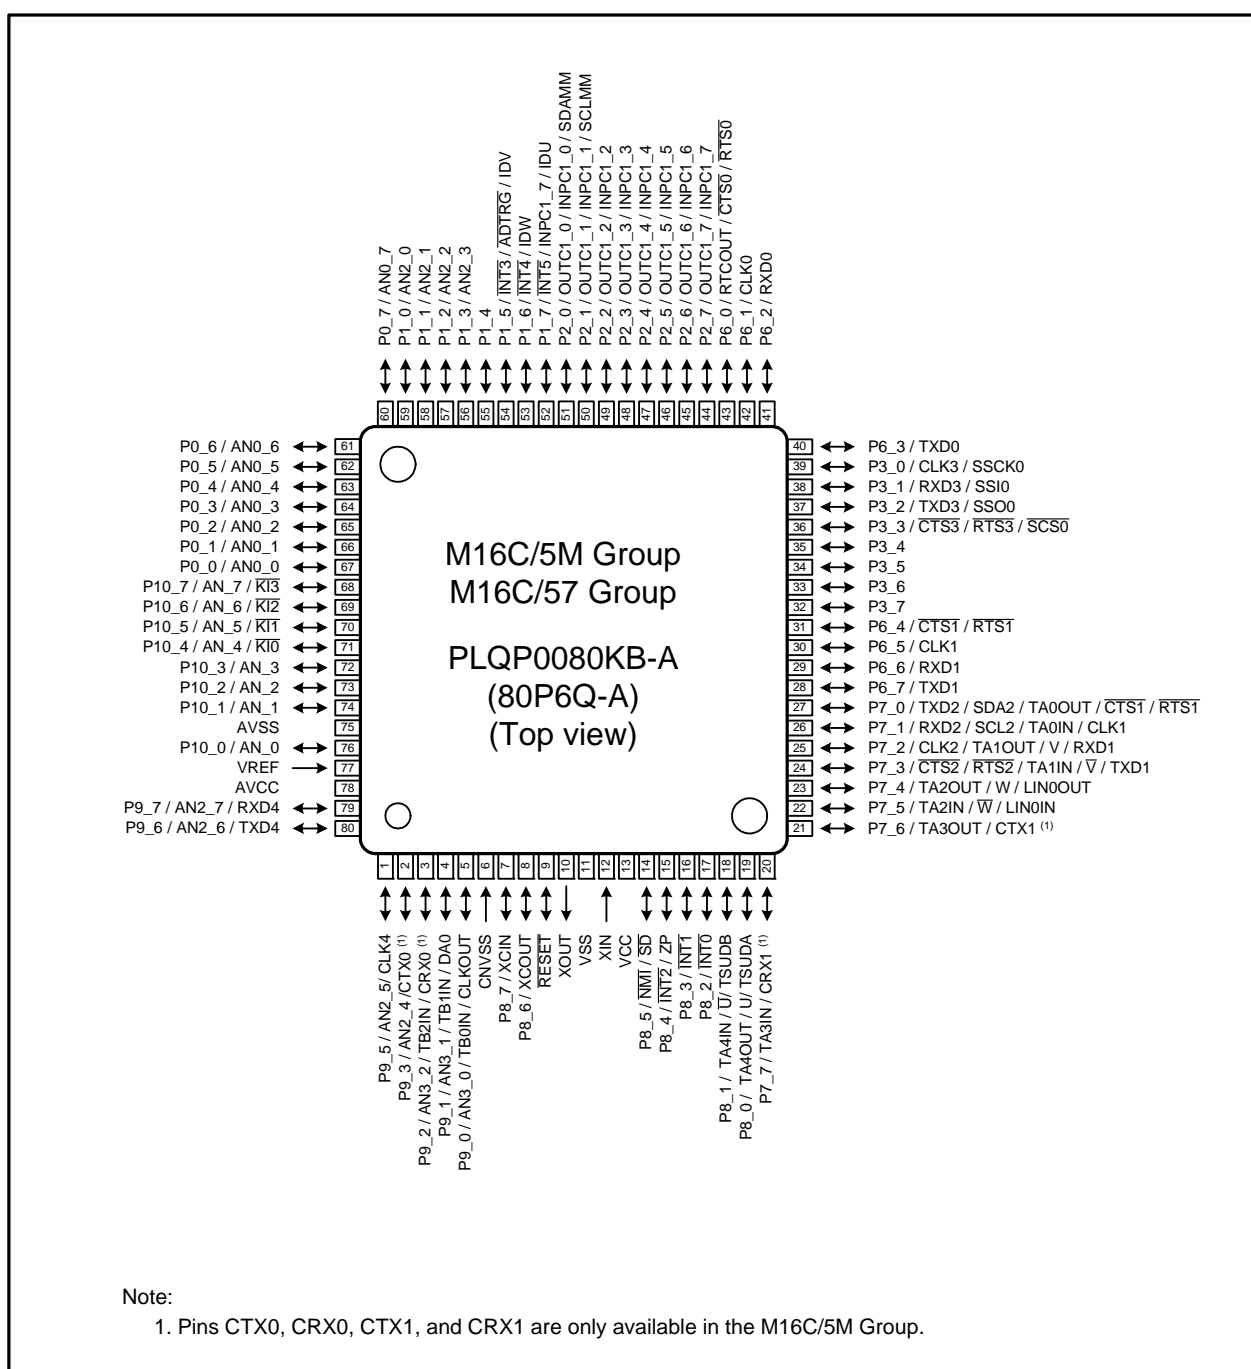 P0_7 / AN0_7
P1_0 / AN2_0
P1_1 / AN2_1
P1_2 / AN2_2
P1_3 / AN2_3
P1_4
P1_5 / INT3 / ADTRG / IDV
P1_6 / INT4 / IDW
P1_7 / INT5 / INPC1_7 / IDU
P2_0 / OUTC1_0 / INPC1_0 / SDAMM
P2_1 / OUTC1_1 / INPC1_1 / SCLMM
P2_2 / OUTC1_2 / INPC1_2
P2_3 / OUTC1_3 / INPC1_3
P2_4 / OUTC1_4 / INPC1_4
P2_5 / OUTC1_5 / INPC1_5
P2_6 / OUTC1_6 / INPC1_6
P2_7 / OUTC1_7 / INPC1_7
P6_0 / RTCOUT / CTS0 / RTS0
P6_1 / CLK0
P6_2 / RXD0
60 59 58 57 56 55 54 53 52 51 50 49 48 47 46 45 44 43 42 41
P0_6 / AN0_6 61
P0_5 / AN0_5 62
P0_4 / AN0_4 63
P0_3 / AN0_3 64
P0_2 / AN0_2 65
P0_1 / AN0_1 66
P0_0 / AN0_0 67
P10_7 / AN_7 / KI3 68
P10_6 / AN_6 / KI2 69
P10_5 / AN_5 / KI1 70
P10_4 / AN_4 / KI0 71
P10_3 / AN_3 72
P10_2 / AN_2 73
P10_1 / AN_1 74
AVSS 75
P10_0 / AN_0 76
VREF 77
AVCC 78
P9_7 / AN2_7 / RXD4 79
P9_6 / AN2_6 / TXD4 80
M16C/5M Group
M16C/57 Group
PLQP0080KB-A
(80P6Q-A)
(Top view)
40 P6_3 / TXD0
39 P3_0 / CLK3 / SSCK0
38 P3_1 / RXD3 / SSI0
37 P3_2 / TXD3 / SSO0
36 P3_3 / CTS3 / RTS3 / SCS0
35 P3_4
34 P3_5
33 P3_6
32 P3_7
31 P6_4 / CTS1 / RTS1
30 P6_5 / CLK1
29 P6_6 / RXD1
28 P6_7 / TXD1
27 P7_0 / TXD2 / SDA2 / TA0OUT / CTS1 / RTS1
26 P7_1 / RXD2 / SCL2 / TA0IN / CLK1
25 P7_2 / CLK2 / TA1OUT / V / RXD1
24 P7_3 / CTS2 / RTS2 / TA1IN / V / TXD1
23 P7_4 / TA2OUT / W / LIN0OUT
22 P7_5 / TA2IN / W / LIN0IN
21 P7_6 / TA3OUT / CTX1 (1)
1 2 3 4 5 6 7 8 9 10 11 12 13 14 15 16 17 18 19 20
P9_5 / AN2_5/ CLK4
P9_3 / AN2_4 /CTX0 (1)
P9_2 / AN3_2 / TB2IN / CRX0 (1)
P9_1 / AN3_1 / TB1IN / DA0
P9_0 / AN3_0 / TB0IN / CLKOUT
CNVSS
P8_7 / XCIN
P8_6 / XCOUT
RESET
XOUT
VSS
XIN
VCC
P8_5 / NMI / SD
P8_4 / INT2 / ZP
P8_3 / INT1
P8_2 / INT0
P8_1 / TA4IN / U / TSUDB
P8_0 / TA4OUT / U / TSUDA
P7_7 / TA3IN / CRX1 (1)
Note:
1. Pins CTX0, CRX0, CTX1, and CRX1 are only available in the M16C/5M Group.